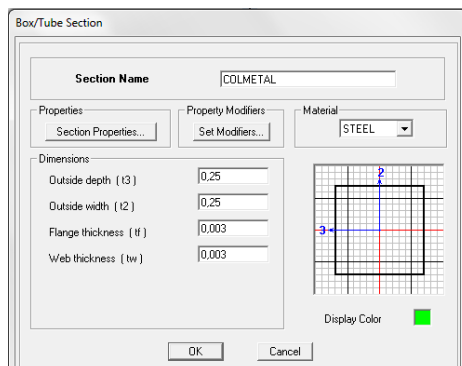 Box/Tube Section
Section Name COLMETAL
Properties Property Modifiers Material
Section Properties... Set Modifiers... STEEL
Dimensions
Outside depth ( t3 ) 0,25
Outside width ( t2 ) 0,25
Flange thickness ( tf ) 0,003
Web thickness ( tw ) 0,003
2
3
Display Color
OK Cancel